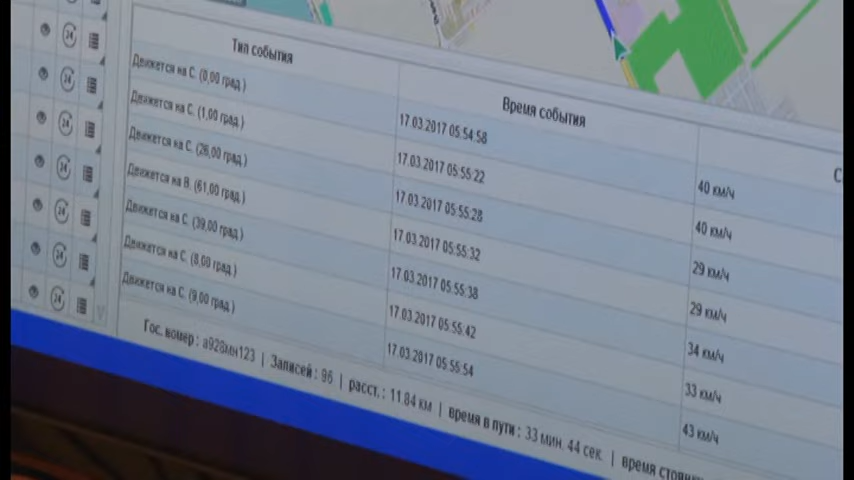 Тип события Время события С
Движется на С. (0,00 град.) 17.03.2017 05:54:58 40 км/ч
Движется на С. (1,00 град.) 17.03.2017 05:55:22 40 км/ч
Движется на С. (26,00 град.) 17.03.2017 05:55:28 29 км/ч
Движется на В. (61,00 град.) 17.03.2017 05:55:32 29 км/ч
Движется на С. (39,00 град.) 17.03.2017 05:55:38 34 км/ч
Движется на С. (8,00 град.) 17.03.2017 05:55:42 33 км/ч
Движется на С. (9,00 град.) 17.03.2017 05:55:54 43 км/ч
Гос. номер: а928мн123 | Записей: 96 | расст.: 11.84 км | время в пути: 33 мин. 44 сек. | время стоянки